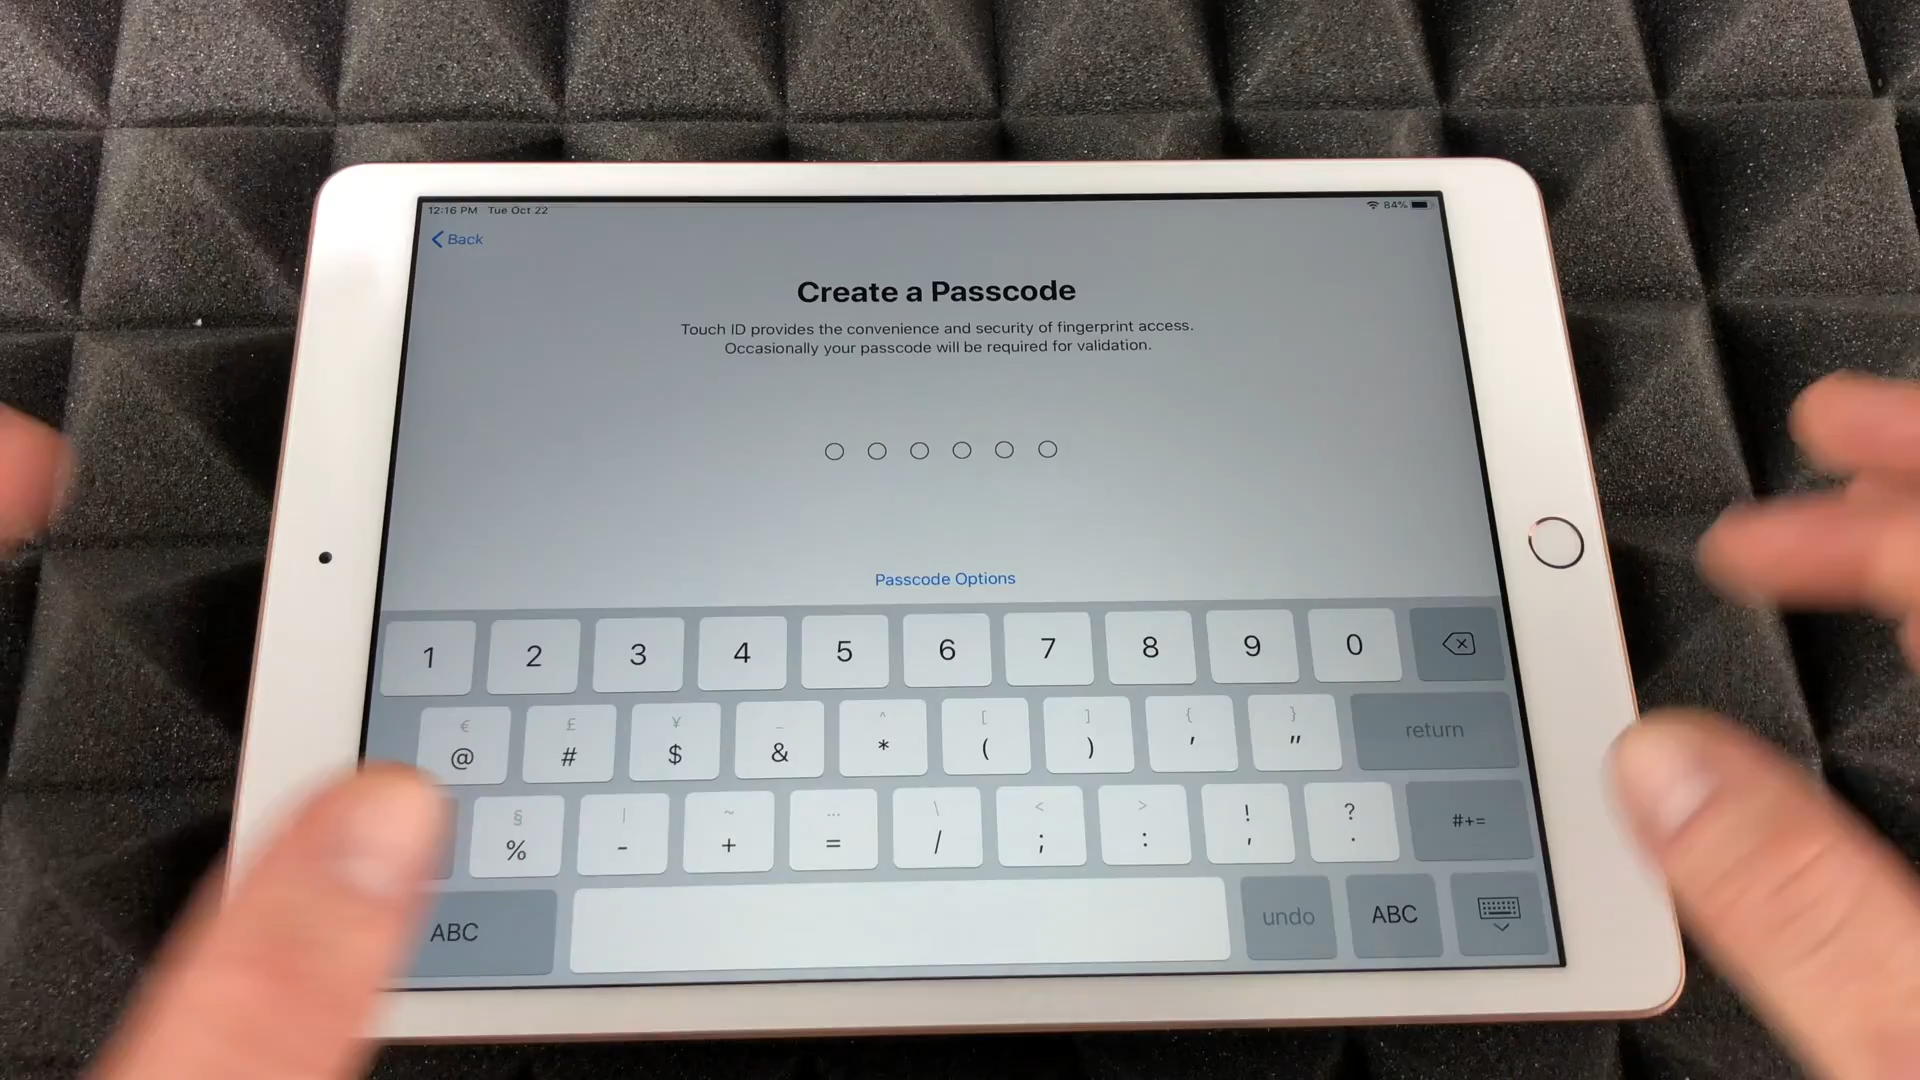 12:16 PM Tue Oct 22
84%
Back
Create a Passcode
Touch ID provides the convenience and security of fingerprint access.
Occasionally your passcode will be required for validation.
Passcode Options
1 2 3 4 5 6 7 8 9 0
€ £ ¥ _ ^ [ ] { }
@ # $ & * ( ) ' "
return
§ | ~ … \ < > ! ?
% - + = / ; : , .
#+=
ABC
undo
ABC